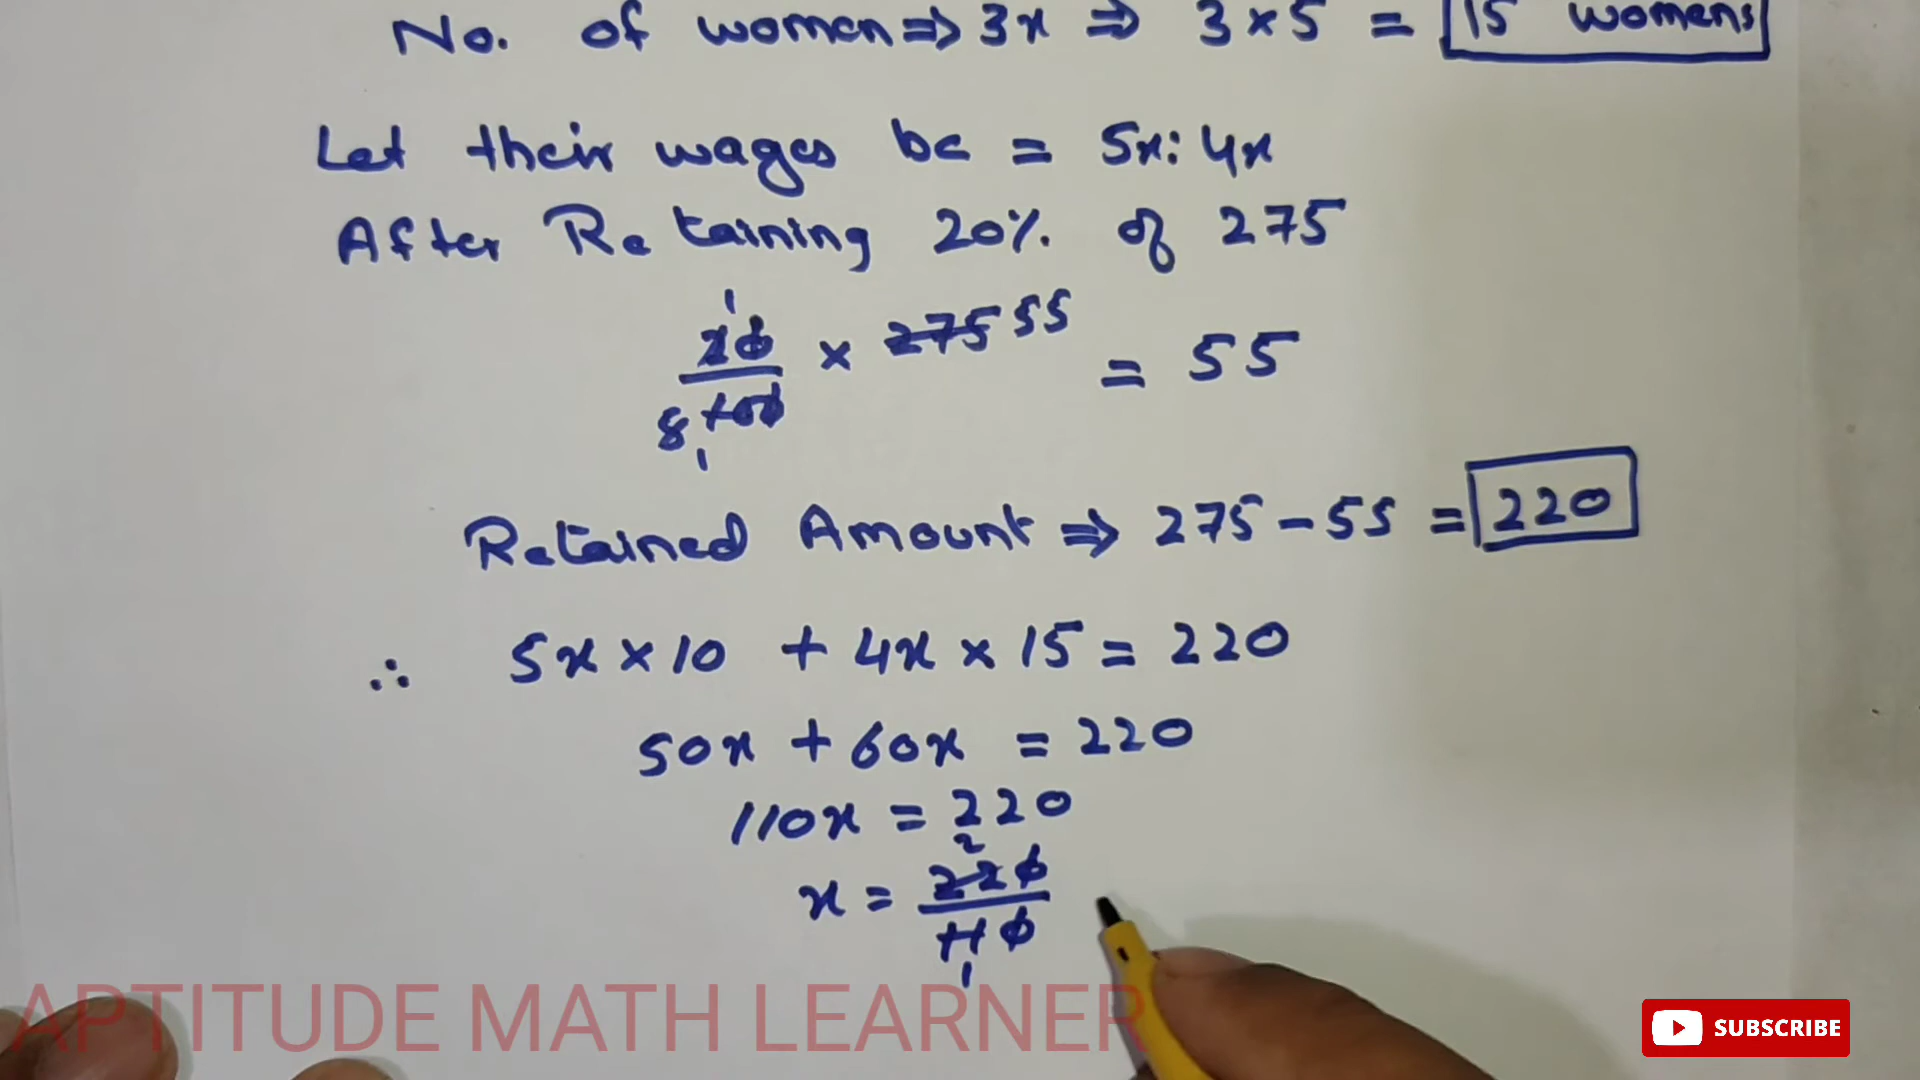 No. of women ⇒ 3x ⇒ 3 × 5 = 15 womens
Let their wages be = 5x : 4x
After Retaining 20% of 275
20/100 × 275 55 = 55
Retained Amount ⇒ 275 - 55 = 220
∴ 5x × 10 + 4x × 15 = 220
50x + 60x = 220
110x = 220
x = 220/110
APTITUDE MATH LEARNER
SUBSCRIBE